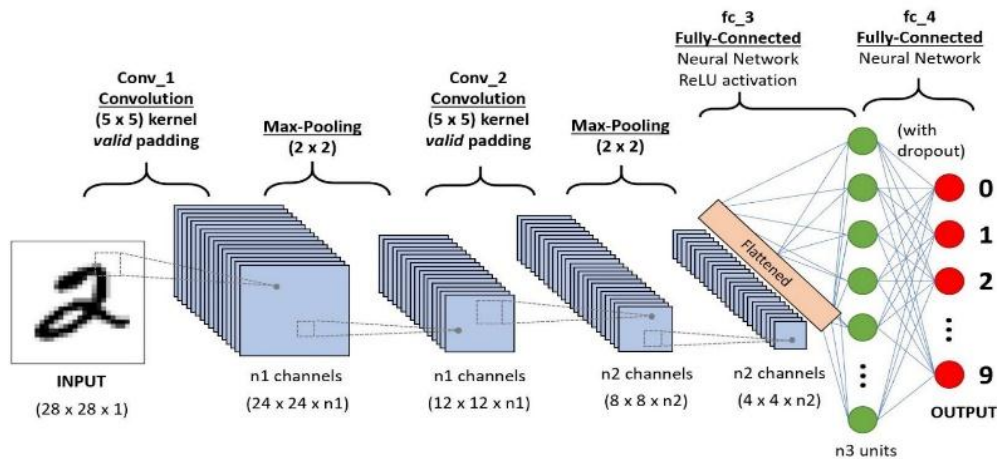 Conv_1
Convolution
(5 x 5) kernel
valid padding
Max-Pooling
(2 x 2)
Conv_2
Convolution
(5 x 5) kernel
valid padding
Max-Pooling
(2 x 2)
fc_3
Fully-Connected
Neural Network
ReLU activation
fc_4
Fully-Connected
Neural Network
(with
dropout)
Flattened
0
1
2
9
INPUT
(28 x 28 x 1)
n1 channels
(24 x 24 x n1)
n1 channels
(12 x 12 x n1)
n2 channels
(8 x 8 x n2)
n2 channels
(4 x 4 x n2)
n3 units
OUTPUT